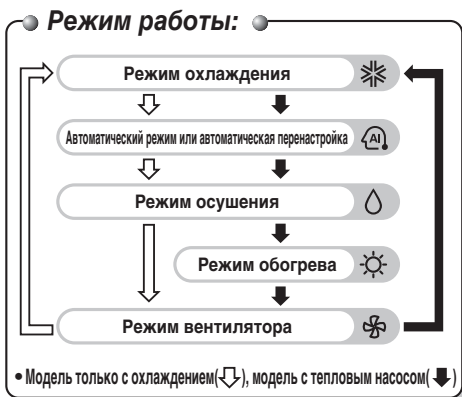 Режим работы:
Режим охлаждения
Автоматический режим или автоматическая перенастройка
AI
Режим осушения
Режим обогрева
Режим вентилятора
• Модель только с охлаждением(), модель с тепловым насосом()